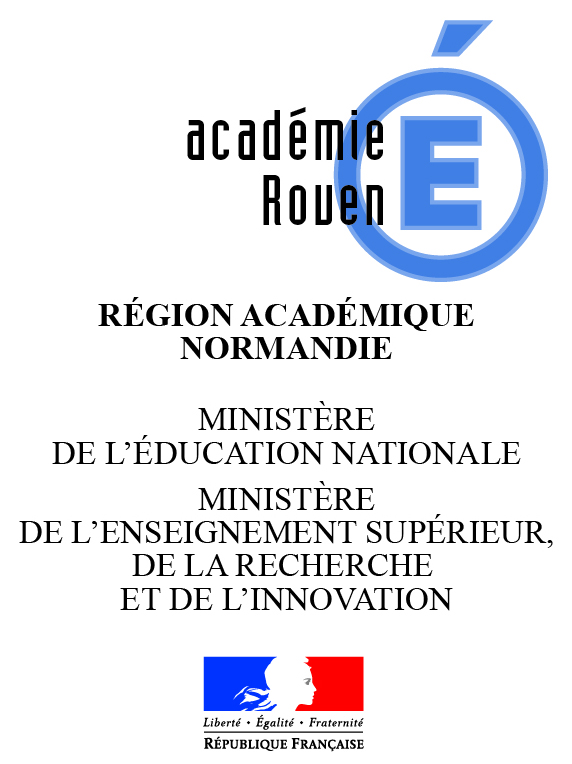 académie
Rouen
É
RÉGION ACADÉMIQUE
NORMANDIE
MINISTÈRE
DE L’ÉDUCATION NATIONALE
MINISTÈRE
DE L’ENSEIGNEMENT SUPÉRIEUR,
DE LA RECHERCHE
ET DE L’INNOVATION
Liberté • Égalité • Fraternité
RÉPUBLIQUE FRANÇAISE